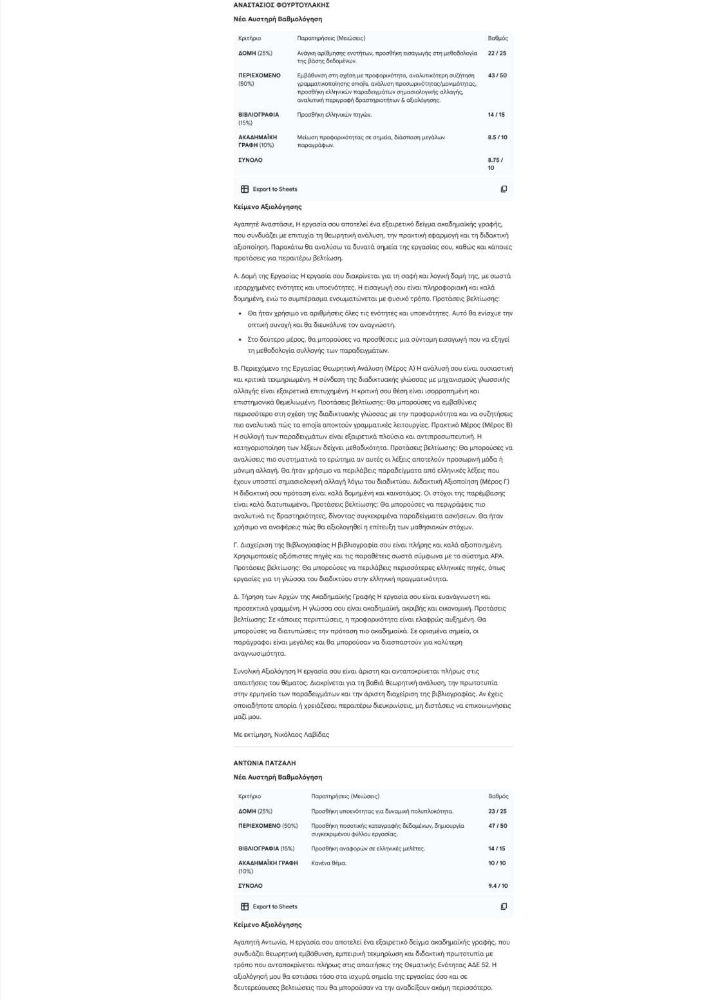 ΑΝΑΣΤΑΣΙΟΣ ΦΟΥΡΤΟΥΛΑΚΗΣ
Νέα Αυστηρή Βαθμολόγηση
Κριτήριο Παρατηρήσεις (Μειώσεις) Βαθμός
ΔΟΜΗ (25%) Ανάγκη αρίθμησης ενοτήτων, προσθήκη εισαγωγής στη μεθοδολογία 22 / 25
της βάσης δεδομένων.
ΠΕΡΙΕΧΟΜΕΝΟ Εμβάθυνση στη σχέση με προφορικότητα, αναλυτικότερη συζήτηση 43 / 50
(50%) γραμματικοποίησης emojis, ανάλυση προσωρινότητας/μονιμότητας,
προσθήκη ελληνικών παραδειγμάτων σημασιολογικής αλλαγής,
αναλυτική περιγραφή δραστηριοτήτων & αξιολόγησης.
ΒΙΒΛΙΟΓΡΑΦΙΑ Προσθήκη ελληνικών πηγών. 14 / 15
(15%)
ΑΚΑΔΗΜΑΪΚΗ Μείωση προφορικότητας σε σημεία, διάσπαση μεγάλων 8.5 / 10
ΓΡΑΦΗ (10%) παραγράφων.
ΣΥΝΟΛΟ 8.75 /
10
Export to Sheets
Κείμενο Αξιολόγησης
Αγαπητέ Αναστάσιε, Η εργασία σου αποτελεί ένα εξαιρετικό δείγμα ακαδημαϊκής γραφής,
που συνδυάζει με επιτυχία τη θεωρητική ανάλυση, την πρακτική εφαρμογή και τη διδακτική
αξιοποίηση. Παρακάτω θα αναλύσω τα δυνατά σημεία της εργασίας σου, καθώς και κάποιες
προτάσεις για περαιτέρω βελτίωση.
Α. Δομή της Εργασίας Η εργασία σου διακρίνεται για τη σαφή και λογική δομή της, με σωστά
ιεραρχημένες ενότητες και υποενότητες. Η εισαγωγή σου είναι πληροφοριακή και καλά
δομημένη, ενώ το συμπέρασμα ενσωματώνεται με φυσικό τρόπο. Προτάσεις βελτίωσης:
• Θα ήταν χρήσιμο να αριθμήσεις όλες τις ενότητες και υποενότητες. Αυτό θα ενίσχυε την
οπτική συνοχή και θα διευκόλυνε τον αναγνώστη.
• Στο δεύτερο μέρος, θα μπορούσες να προσθέσεις μια σύντομη εισαγωγή που να εξηγεί
τη μεθοδολογία συλλογής των παραδειγμάτων.
Β. Περιεχόμενο της Εργασίας Θεωρητική Ανάλυση (Μέρος Α) Η ανάλυσή σου είναι ουσιαστική
και κριτικά τεκμηριωμένη. Η σύνδεση της διαδικτυακής γλώσσας με μηχανισμούς γλωσσικής
αλλαγής είναι εξαιρετικά επιτυχημένη. Η κριτική σου θέση είναι ισορροπημένη και
επιστημονικά θεμελιωμένη. Προτάσεις βελτίωσης: Θα μπορούσες να εμβαθύνεις
περισσότερο στη σχέση της διαδικτυακής γλώσσας με την προφορικότητα και να συζητήσεις
πιο αναλυτικά πώς τα emojis αποκτούν γραμματικές λειτουργίες. Πρακτικό Μέρος (Μέρος Β)
Η συλλογή των παραδειγμάτων είναι εξαιρετικά πλούσια και αντιπροσωπευτική. Η
κατηγοριοποίηση των λέξεων δείχνει μεθοδικότητα. Προτάσεις βελτίωσης: Θα μπορούσες να
αναλύσεις πιο συστηματικά το ερώτημα αν αυτές οι λέξεις αποτελούν προσωρινή μόδα ή
μόνιμη αλλαγή. Θα ήταν χρήσιμο να περιλάβεις παραδείγματα από ελληνικές λέξεις που
έχουν υποστεί σημασιολογική αλλαγή λόγω του διαδικτύου. Διδακτική Αξιοποίηση (Μέρος Γ)
Η διδακτική σου πρόταση είναι καλά δομημένη και καινοτόμος. Οι στόχοι της παρέμβασης
είναι καλά διατυπωμένοι. Προτάσεις βελτίωσης: Θα μπορούσες να περιγράψεις πιο
αναλυτικά τις δραστηριότητες, δίνοντας συγκεκριμένα παραδείγματα ασκήσεων. Θα ήταν
χρήσιμο να αναφέρεις πώς θα αξιολογηθεί η επίτευξη των μαθησιακών στόχων.
Γ. Διαχείριση της Βιβλιογραφίας Η βιβλιογραφία σου είναι πλήρης και καλά αξιοποιημένη.
Χρησιμοποιείς αξιόπιστες πηγές και τις παραθέτεις σωστά σύμφωνα με το σύστημα APA.
Προτάσεις βελτίωσης: Θα μπορούσες να περιλάβεις περισσότερες ελληνικές πηγές, όπως
εργασίες για τη γλώσσα του διαδικτύου στην ελληνική πραγματικότητα.
Δ. Τήρηση των Αρχών της Ακαδημαϊκής Γραφής Η εργασία σου είναι ευανάγνωστη και
προσεκτικά γραμμένη. Η γλώσσα σου είναι ακαδημαϊκή, ακριβής και οικονομική. Προτάσεις
βελτίωσης: Σε κάποιες περιπτώσεις, η προφορικότητα είναι ελαφρώς αυξημένη. Θα
μπορούσες να διατυπώσεις την πρόταση πιο ακαδημαϊκά. Σε ορισμένα σημεία, οι
παράγραφοι είναι μεγάλες και θα μπορούσαν να διασπαστούν για καλύτερη
αναγνωσιμότητα.
Συνολική Αξιολόγηση Η εργασία σου είναι άριστη και ανταποκρίνεται πλήρως στις
απαιτήσεις του θέματος. Διακρίνεται για τη βαθιά θεωρητική ανάλυση, την πρωτοτυπία
στην ερμηνεία των παραδειγμάτων και την άριστη διαχείριση της βιβλιογραφίας. Αν έχεις
οποιαδήποτε απορία ή χρειάζεσαι περαιτέρω διευκρινίσεις, μη διστάσεις να επικοινωνήσεις
μαζί μου.
Με εκτίμηση, Νικόλαος Λαβίδας
ΑΝΤΩΝΙΑ ΠΑΤΖΑΛΗ
Νέα Αυστηρή Βαθμολόγηση
Κριτήριο Παρατηρήσεις (Μειώσεις) Βαθμός
ΔΟΜΗ (25%) Προσθήκη υποενότητας για δυναμική πολυπλοκότητα. 23 / 25
ΠΕΡΙΕΧΟΜΕΝΟ (50%) Προσθήκη ποσοτικής καταγραφής δεδομένων, δημιουργία 47 / 50
συγκεκριμένου φύλλου εργασίας.
ΒΙΒΛΙΟΓΡΑΦΙΑ (15%) Προσθήκη αναφορών σε ελληνικές μελέτες. 14 / 15
ΑΚΑΔΗΜΑΪΚΗ ΓΡΑΦΗ Κανένα θέμα. 10 / 10
(10%)
ΣΥΝΟΛΟ 9.4 / 10
Export to Sheets
Κείμενο Αξιολόγησης
Αγαπητή Αντωνία, Η εργασία σου αποτελεί ένα εξαιρετικό δείγμα ακαδημαϊκής γραφής, που
συνδυάζει θεωρητική εμβάθυνση, εμπειρική τεκμηρίωση και διδακτική πρωτοτυπία με
τρόπο που ανταποκρίνεται πλήρως στις απαιτήσεις της Θεματικής Ενότητας ΑΔΕ 52. Η
αξιολόγησή μου θα εστιάσει τόσο στα ισχυρά σημεία της εργασίας όσο και σε
δευτερεύουσες βελτιώσεις που θα μπορούσαν να την αναδείξουν ακόμη περισσότερο.